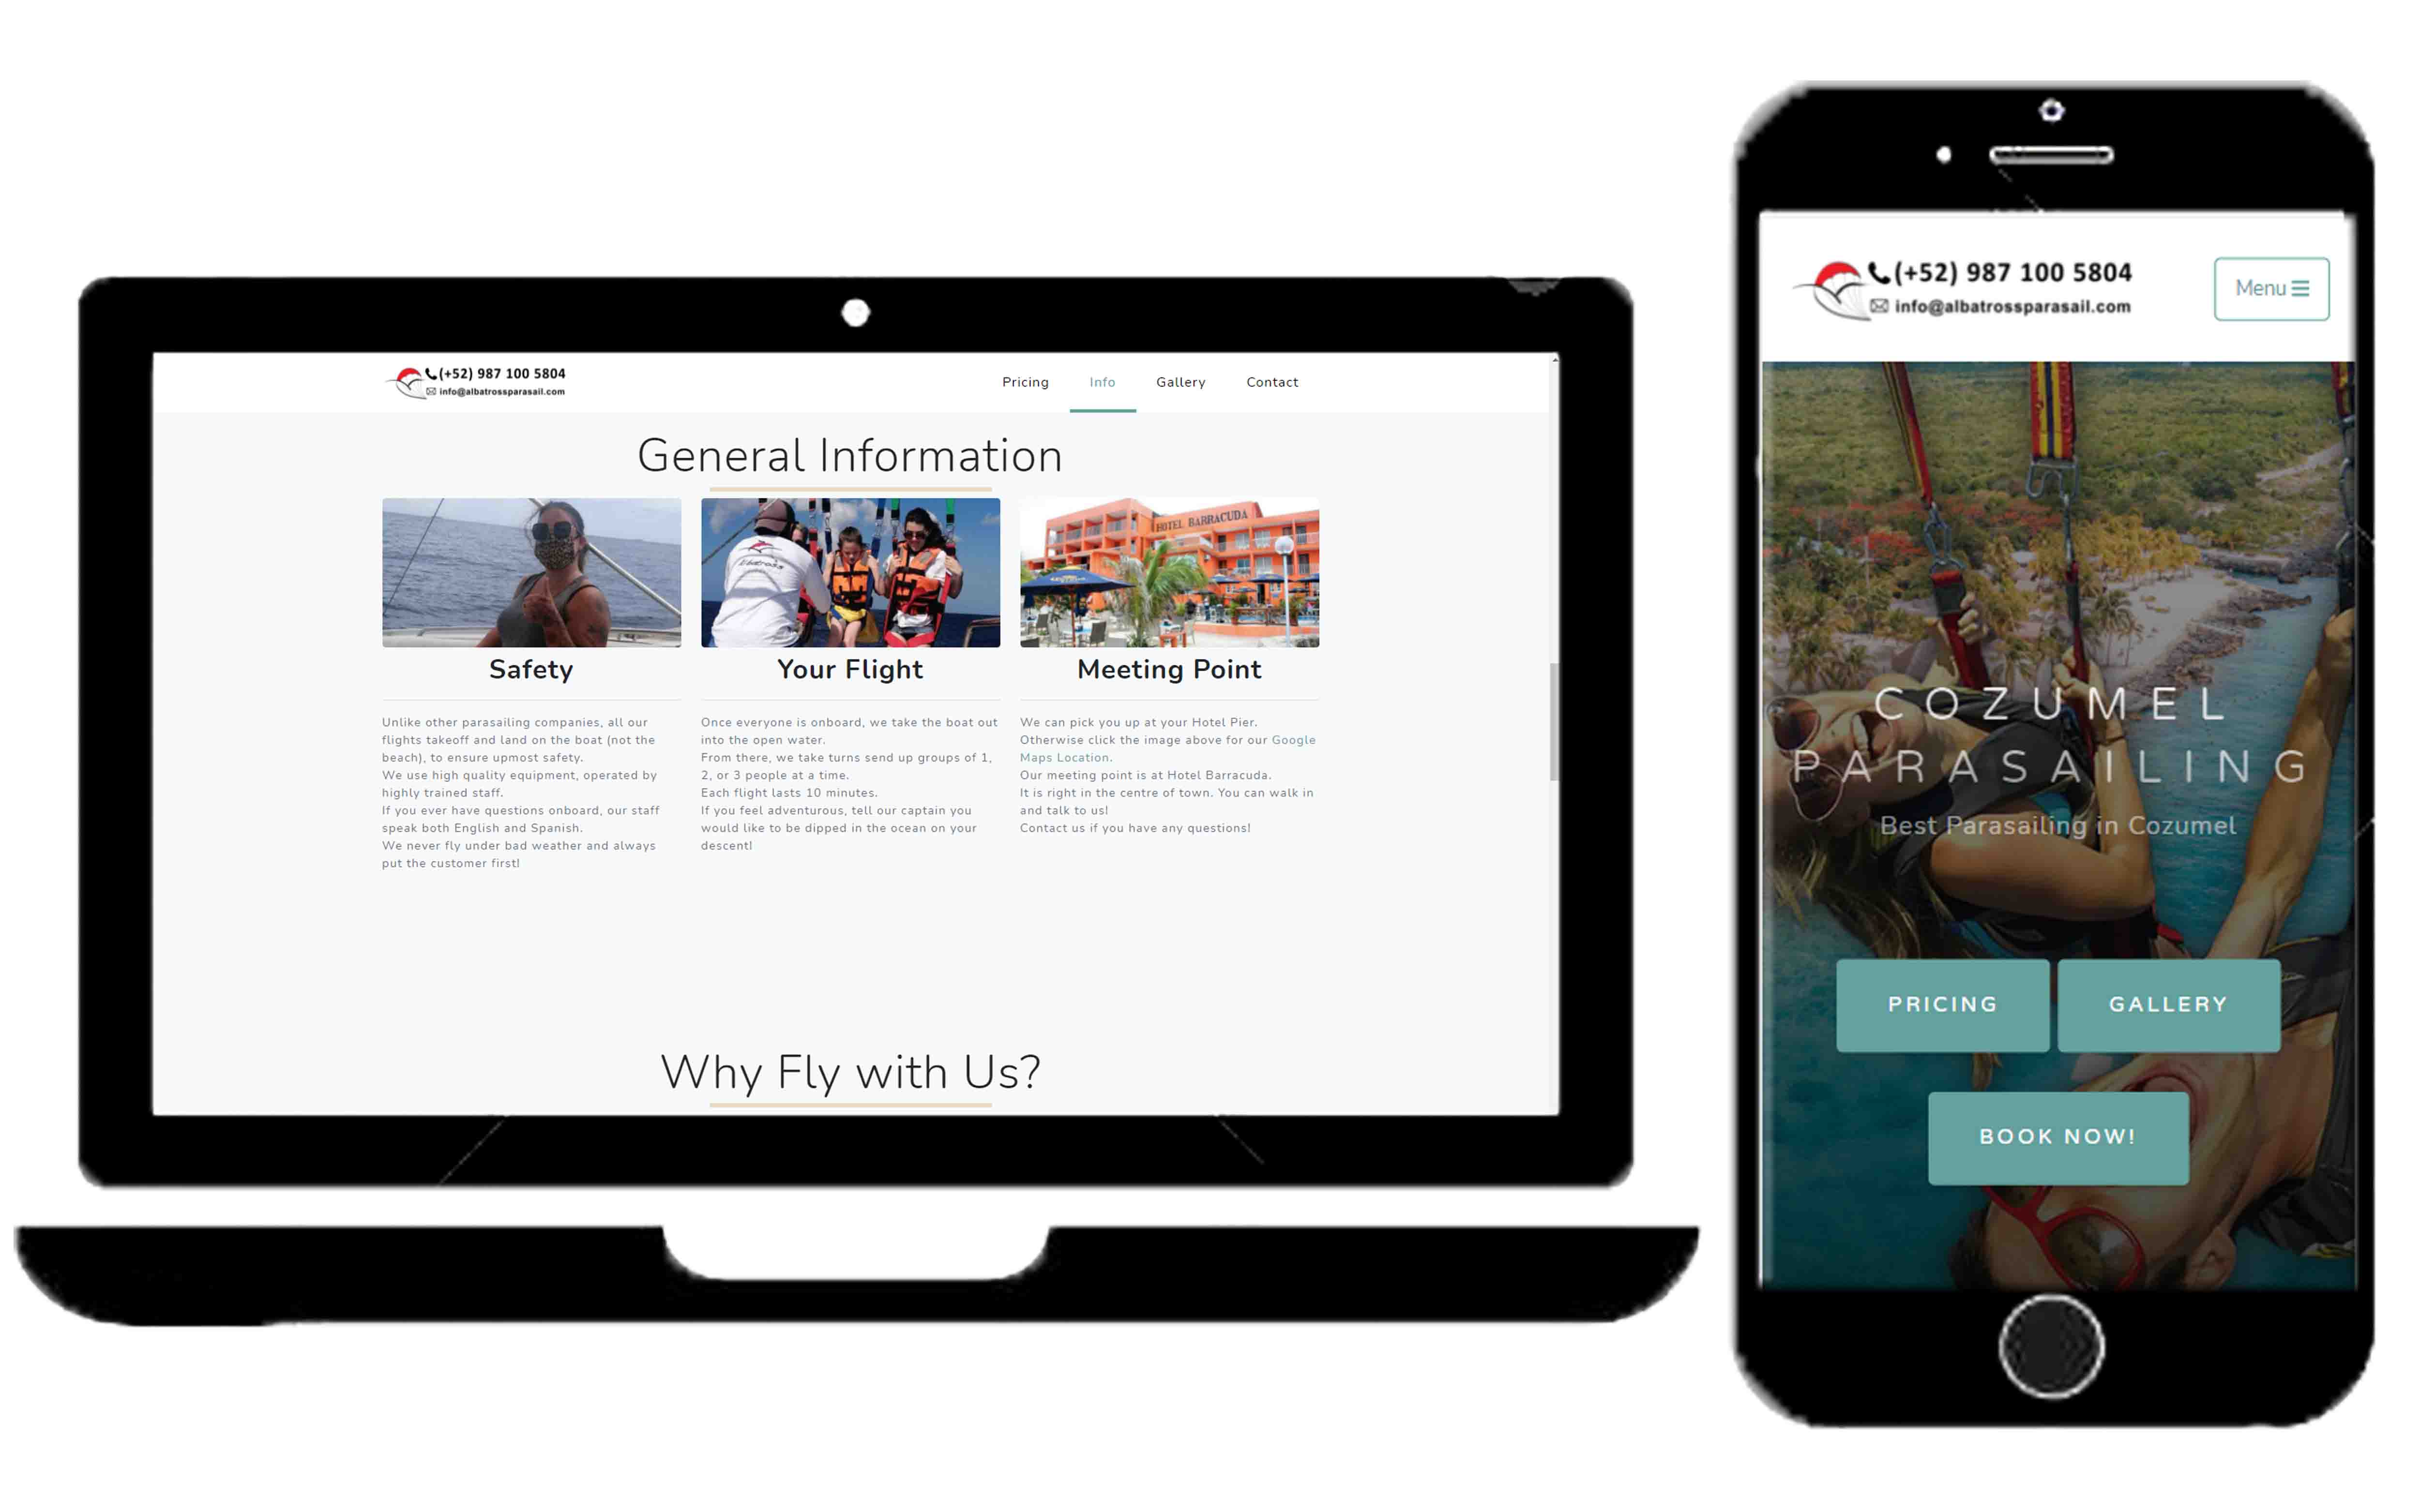 (+52) 987 100 5804
info@albatrossparasail.com
Pricing
Info
Gallery
Contact
General Information
Albatross
HOTEL BARRACUDA
Safety
Unlike other parasailing companies, all our
flights takeoff and land on the boat (not the
beach), to ensure upmost safety.
We use high quality equipment, operated by
highly trained staff.
If you ever have questions onboard, our staff
speak both English and Spanish.
We never fly under bad weather and always
put the customer first!
Your Flight
Once everyone is onboard, we take the boat out
into the open water.
From there, we take turns send up groups of 1,
2, or 3 people at a time.
Each flight lasts 10 minutes.
If you feel adventurous, tell our captain you
would like to be dipped in the ocean on your
descent!
Meeting Point
We can pick you up at your Hotel Pier.
Otherwise click the image above for our Google
Maps Location.
Our meeting point is at Hotel Barracuda.
It is right in the centre of town. You can walk in
and talk to us!
Contact us if you have any questions!
Why Fly with Us?
(+52) 987 100 5804
info@albatrossparasail.com
Menu
COZUMEL
PARASAILING
Best Parasailing in Cozumel
PRICING
GALLERY
BOOK NOW!